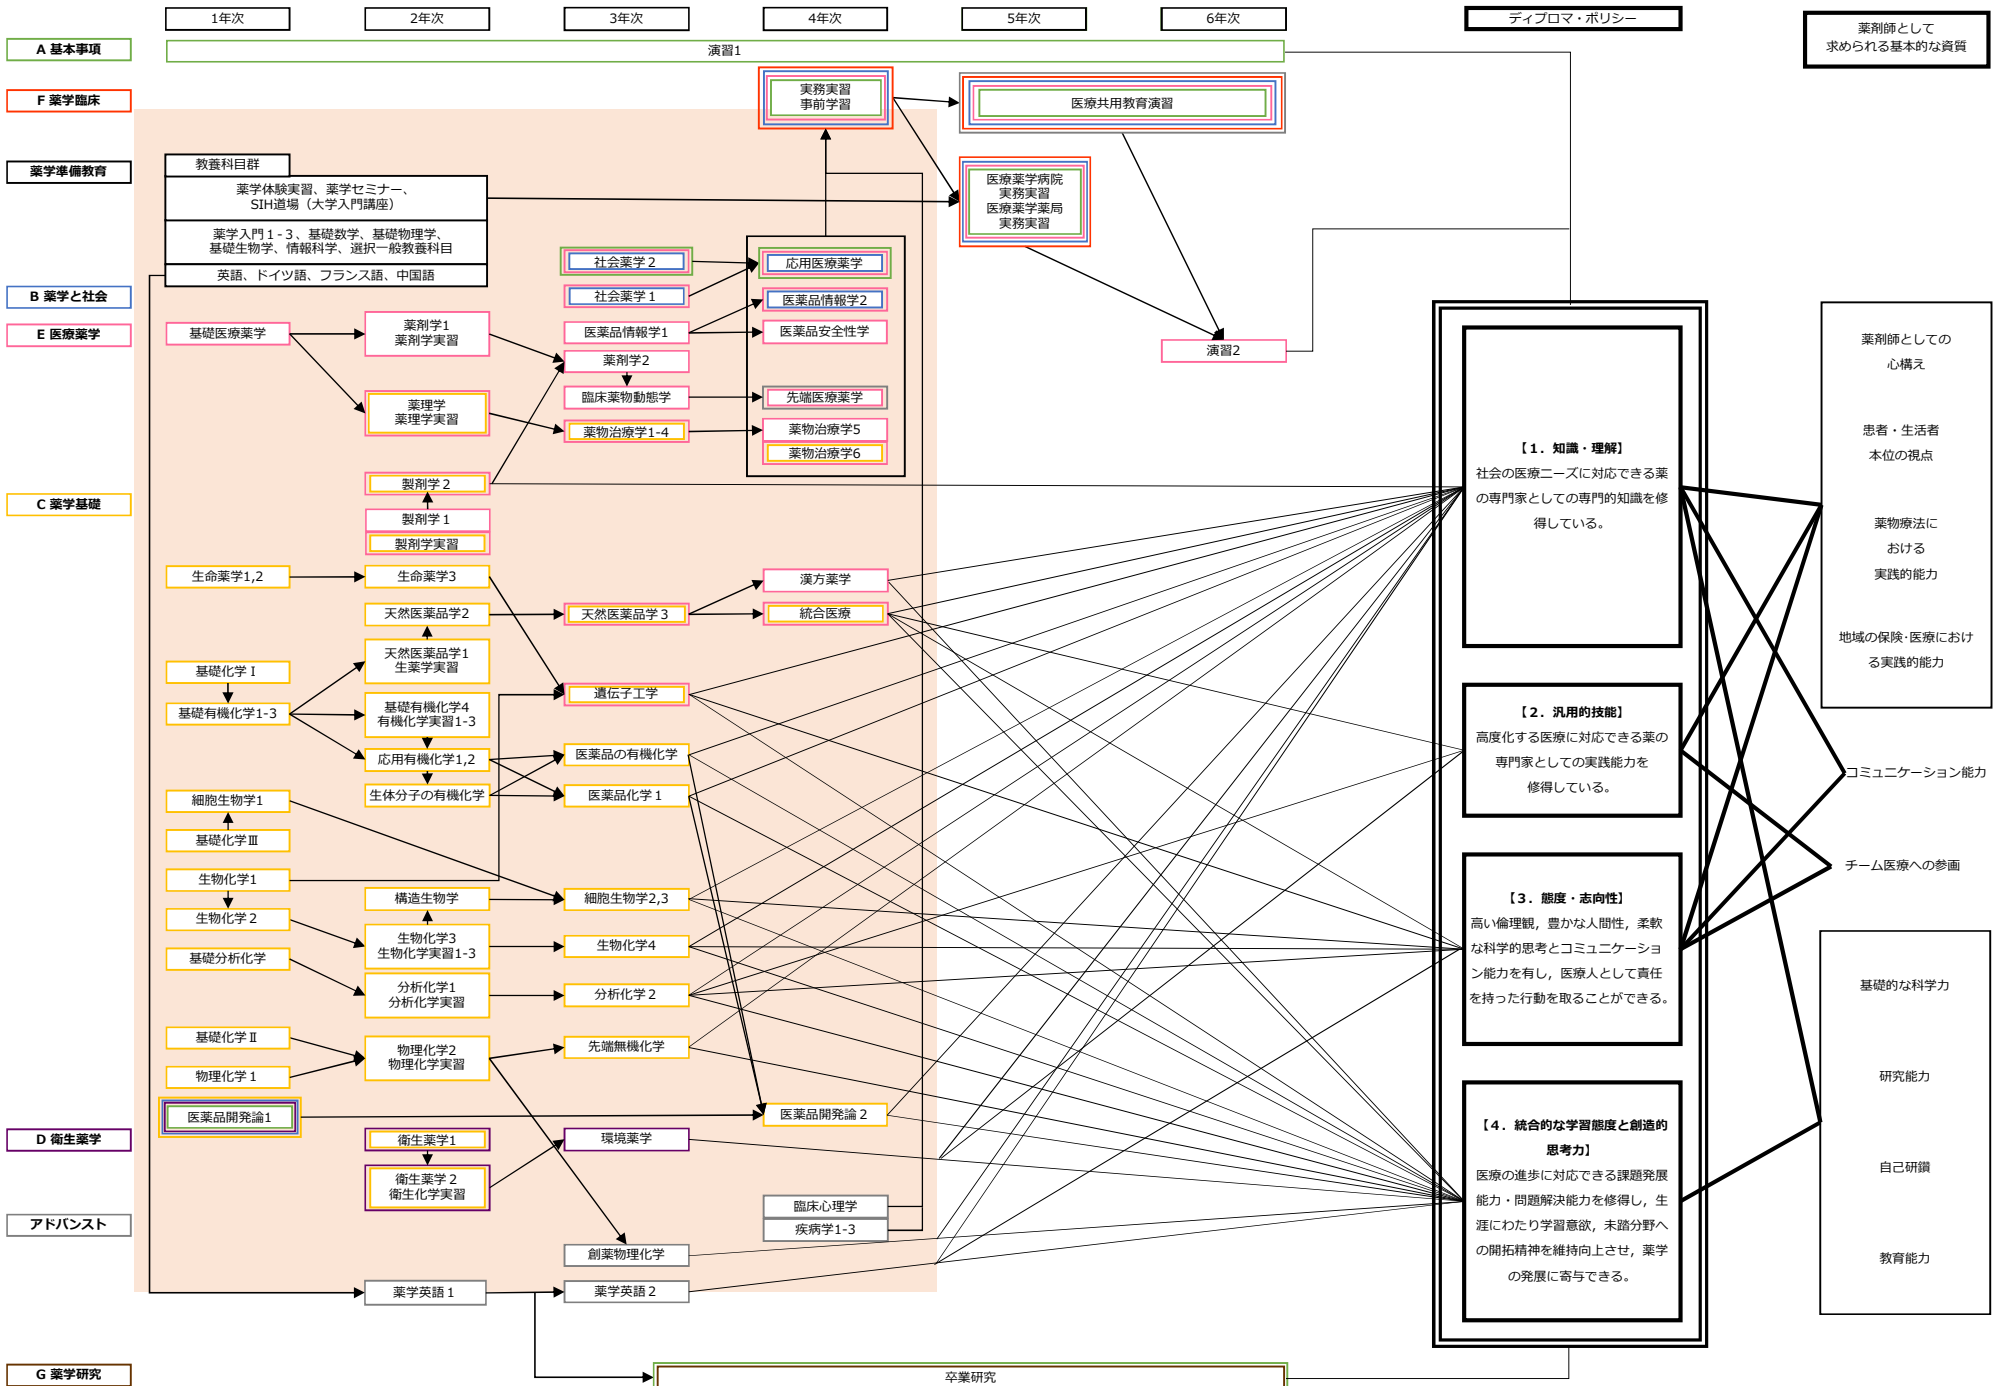 1年次
2年次
3年次
4年次
5年次
6年次
ディプロマ・ポリシー
薬剤師として
求められる基本的な資質
A 基本事項
演習1
F 薬学臨床
実務実習
事前学習
医療共用教育演習
薬学準備教育
教養科目群
薬学体験実習、薬学セミナー、
SIH道場（大学入門講座）
薬学入門１-３、基礎数学、基礎物理学、
基礎生物学、情報科学、選択一般教養科目
英語、ドイツ語、フランス語、中国語
医療薬学病院
実務実習
医療薬学薬局
実務実習
社会薬学２
応用医療薬学
B 薬学と社会
社会薬学１
医薬品情報学2
E 医療薬学
基礎医療薬学
薬剤学1
薬剤学実習
医薬品情報学1
医薬品安全性学
薬剤学2
演習2
臨床薬物動態学
先端医療薬学
薬理学
薬理学実習
薬物治療学1-4
薬物治療学5
薬物治療学6
製剤学２
C 薬学基礎
製剤学１
製剤学実習
生命薬学1,2
生命薬学3
漢方薬学
天然医薬品学2
天然医薬品学３
統合医療
天然医薬品学1
生薬学実習
基礎化学Ⅰ
遺伝子工学
基礎有機化学1-3
基礎有機化学4
有機化学実習1-3
応用有機化学1,2
医薬品の有機化学
生体分子の有機化学
医薬品化学１
細胞生物学1
基礎化学Ⅲ
生物化学1
構造生物学
細胞生物学2,3
生物化学２
生物化学3
生物化学実習1-3
生物化学4
基礎分析化学
分析化学1
分析化学実習
分析化学２
基礎化学Ⅱ
物理化学2
物理化学実習
先端無機化学
物理化学１
医薬品開発論1
医薬品開発論２
D 衛生薬学
衛生薬学1
環境薬学
衛生薬学２
衛生化学実習
アドバンスト
臨床心理学
疾病学1-3
創薬物理化学
薬学英語１
薬学英語２
G 薬学研究
卒業研究
【１．知識・理解】
社会の医療ニーズに対応できる薬
の専門家としての専門的知識を修
得している。
【２．汎用的技能】
高度化する医療に対応できる薬の
専門家としての実践能力を
修得している。
【３．態度・志向性】
高い倫理観，豊かな人間性，柔軟
な科学的思考とコミュニケーショ
ン能力を有し，医療人として責任
を持った行動を取ることができる。
【４．統合的な学習態度と創造的
思考力】
医療の進歩に対応できる課題発展
能力・問題解決能力を修得し，生
涯にわたり学習意欲，未踏分野へ
の開拓精神を維持向上させ，薬学
の発展に寄与できる。
薬剤師としての
心構え
患者・生活者
本位の視点
薬物療法に
おける
実践的能力
地域の保険･医療におけ
る実践的能力
コミュニケーション能力
チーム医療への参画
基礎的な科学力
研究能力
自己研鑽
教育能力